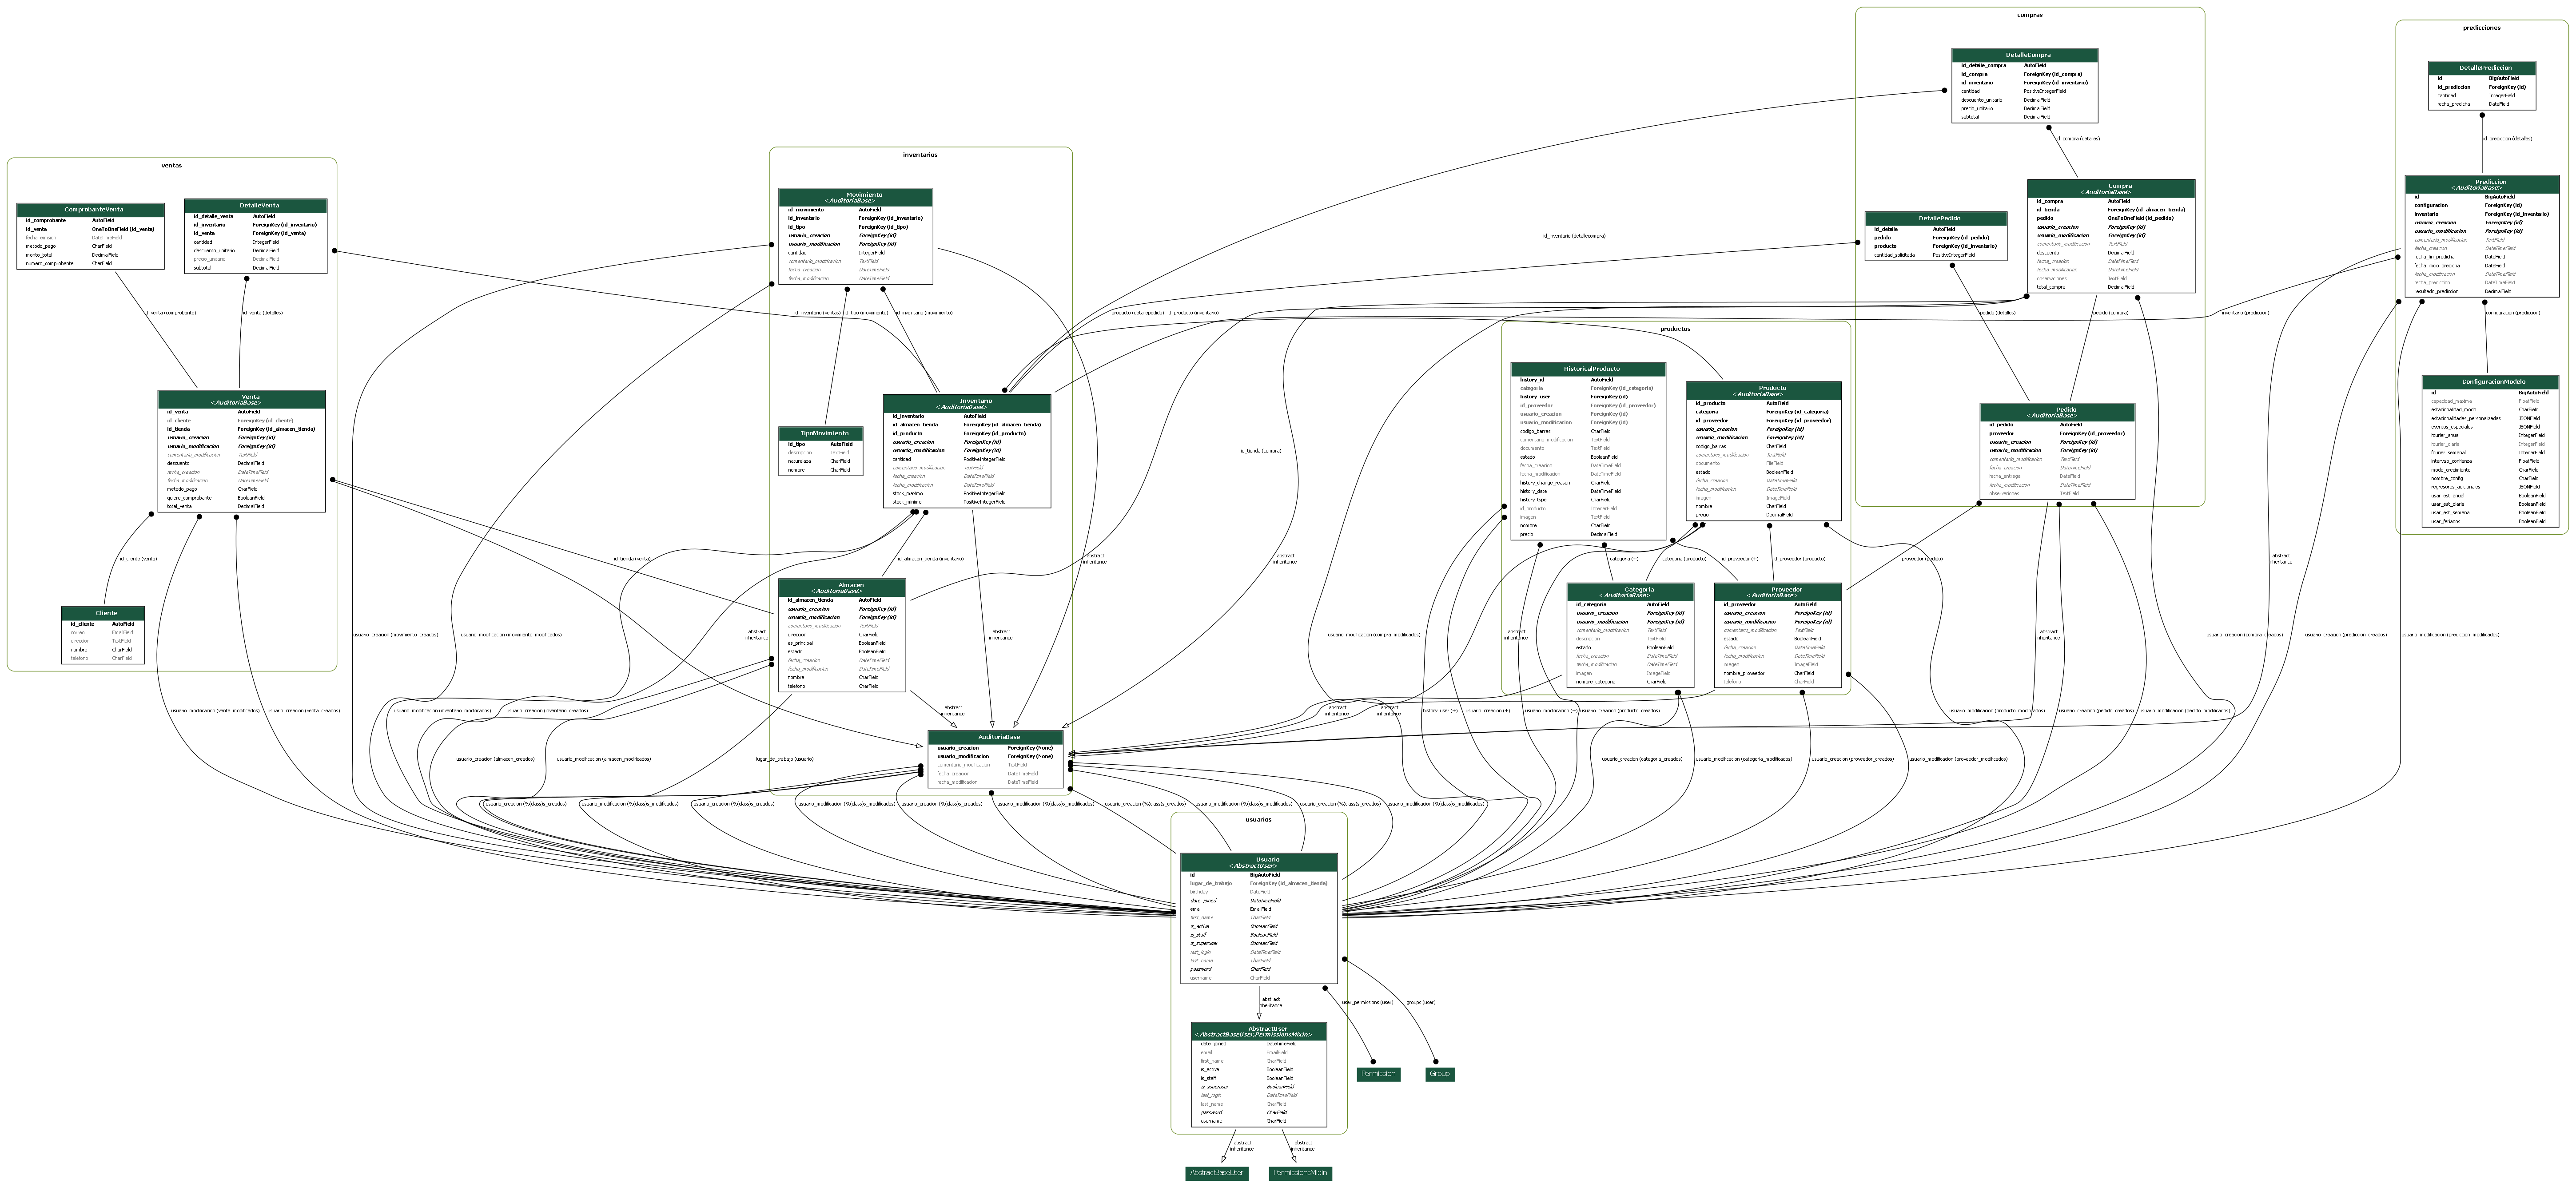 ventas
ComprobanteVenta
id_comprobante AutoField
id_venta OneToOneField (id_venta)
fecha_emision DateTimeField
metodo_pago CharField
monto_total DecimalField
numero_comprobante CharField
DetalleVenta
id_detalle_venta AutoField
id_inventario ForeignKey (id_inventario)
id_venta ForeignKey (id_venta)
cantidad IntegerField
descuento_unitario DecimalField
precio_unitario DecimalField
subtotal DecimalField
id_venta (comprobante)
id_venta (detalles)
Venta
<AuditoriaBase>
id_venta AutoField
id_cliente ForeignKey (id_cliente)
id_tienda ForeignKey (id_almacen_tienda)
usuario_creacion ForeignKey (id)
usuario_modificacion ForeignKey (id)
comentario_modificacion TextField
descuento DecimalField
fecha_creacion DateTimeField
fecha_modificacion DateTimeField
metodo_pago CharField
quiere_comprobante BooleanField
total_venta DecimalField
id_cliente (venta)
Cliente
id_cliente AutoField
correo EmailField
direccion TextField
nombre CharField
telefono CharField
inventarios
Movimiento
<AuditoriaBase>
id_movimiento AutoField
id_inventario ForeignKey (id_inventario)
id_tipo ForeignKey (id_tipo)
usuario_creacion ForeignKey (id)
usuario_modificacion ForeignKey (id)
cantidad IntegerField
comentario_modificacion TextField
fecha_creacion DateTimeField
fecha_modificacion DateTimeField
id_inventario (ventas)
id_tipo (movimiento)
id_inventario (movimiento)
TipoMovimiento
id_tipo AutoField
descripcion TextField
naturaleza CharField
nombre CharField
Inventario
<AuditoriaBase>
id_inventario AutoField
id_almacen_tienda ForeignKey (id_almacen_tienda)
id_producto ForeignKey (id_producto)
usuario_creacion ForeignKey (id)
usuario_modificacion ForeignKey (id)
cantidad PositiveIntegerField
comentario_modificacion TextField
fecha_creacion DateTimeField
fecha_modificacion DateTimeField
stock_maximo PositiveIntegerField
stock_minimo PositiveIntegerField
id_tienda (venta)
id_almacen_tienda (inventario)
abstract
inheritance
Almacen
<AuditoriaBase>
id_almacen_tienda AutoField
usuario_creacion ForeignKey (id)
usuario_modificacion ForeignKey (id)
comentario_modificacion TextField
direccion CharField
es_principal BooleanField
estado BooleanField
fecha_creacion DateTimeField
fecha_modificacion DateTimeField
nombre CharField
telefono CharField
usuario_creacion (movimiento_creados)
usuario_modificacion (movimiento_modificados)
abstract
inheritance
abstract
inheritance
usuario_modificacion (venta_modificados)
usuario_creacion (venta_creados)
usuario_modificacion (inventario_modificados)
usuario_creacion (inventario_creados)
abstract
inheritance
AuditoriaBase
usuario_creacion ForeignKey (None)
usuario_modificacion ForeignKey (None)
comentario_modificacion TextField
fecha_creacion DateTimeField
fecha_modificacion DateTimeField
usuario_creacion (almacen_creados)
usuario_modificacion (almacen_modificados)
lugar_de_trabajo (usuario)
usuario_creacion (%(class)s_creados)
usuario_modificacion (%(class)s_modificados)
usuario_creacion (%(class)s_creados)
usuario_modificacion (%(class)s_modificados)
usuario_creacion (%(class)s_creados)
usuario_modificacion (%(class)s_modificados)
usuario_creacion (%(class)s_creados)
usuario_modificacion (%(class)s_modificados)
usuario_creacion (%(class)s_creados)
usuario_modificacion (%(class)s_modificados)
compras
DetalleCompra
id_detalle_compra AutoField
id_compra ForeignKey (id_compra)
id_inventario ForeignKey (id_inventario)
cantidad PositiveIntegerField
descuento_unitario DecimalField
precio_unitario DecimalField
subtotal DecimalField
id_compra (detalles)
Compra
<AuditoriaBase>
id_compra AutoField
id_tienda ForeignKey (id_almacen_tienda)
pedido OneToOneField (id_pedido)
usuario_creacion ForeignKey (id)
usuario_modificacion ForeignKey (id)
comentario_modificacion TextField
descuento DecimalField
fecha_creacion DateTimeField
fecha_modificacion DateTimeField
observaciones TextField
total_compra DecimalField
DetallePedido
id_detalle AutoField
pedido ForeignKey (id_pedido)
producto ForeignKey (id_inventario)
cantidad_solicitada PositiveIntegerField
id_inventario (detallecompra)
producto (detallepedido)
id_producto (inventario)
pedido (detalles)
pedido (compra)
inventario (prediccion)
Pedido
<AuditoriaBase>
id_pedido AutoField
proveedor ForeignKey (id_proveedor)
usuario_creacion ForeignKey (id)
usuario_modificacion ForeignKey (id)
comentario_modificacion TextField
fecha_creacion DateTimeField
fecha_entrega DateField
fecha_modificacion DateTimeField
observaciones TextField
id_tienda (compra)
abstract
inheritance
productos
HistoricalProducto
history_id AutoField
categoria ForeignKey (id_categoria)
history_user ForeignKey (id)
id_proveedor ForeignKey (id_proveedor)
usuario_creacion ForeignKey (id)
usuario_modificacion ForeignKey (id)
codigo_barras CharField
comentario_modificacion TextField
documento TextField
estado BooleanField
fecha_creacion DateTimeField
fecha_modificacion DateTimeField
history_change_reason CharField
history_date DateTimeField
history_type CharField
id_producto IntegerField
imagen TextField
nombre CharField
precio DecimalField
Producto
<AuditoriaBase>
id_producto AutoField
categoria ForeignKey (id_categoria)
id_proveedor ForeignKey (id_proveedor)
usuario_creacion ForeignKey (id)
usuario_modificacion ForeignKey (id)
codigo_barras CharField
comentario_modificacion TextField
documento FileField
estado BooleanField
fecha_creacion DateTimeField
fecha_modificacion DateTimeField
imagen ImageField
nombre CharField
precio DecimalField
categoria (+)
categoria (producto)
id_proveedor (+)
id_proveedor (producto)
proveedor (pedido)
Categoria
<AuditoriaBase>
id_categoria AutoField
usuario_creacion ForeignKey (id)
usuario_modificacion ForeignKey (id)
comentario_modificacion TextField
descripcion TextField
estado BooleanField
fecha_creacion DateTimeField
fecha_modificacion DateTimeField
imagen ImageField
nombre_categoria CharField
Proveedor
<AuditoriaBase>
id_proveedor AutoField
usuario_creacion ForeignKey (id)
usuario_modificacion ForeignKey (id)
comentario_modificacion TextField
estado BooleanField
fecha_creacion DateTimeField
fecha_modificacion DateTimeField
imagen ImageField
nombre_proveedor CharField
telefono CharField
usuario_modificacion (compra_modificados)
abstract
inheritance
abstract
inheritance
abstract
inheritance
abstract
inheritance
history_user (+)
usuario_creacion (+)
usuario_modificacion (+)
usuario_creacion (producto_creados)
usuario_modificacion (producto_modificados)
usuario_creacion (pedido_creados)
usuario_modificacion (pedido_modificados)
usuario_creacion (categoria_creados)
usuario_modificacion (categoria_modificados)
usuario_creacion (proveedor_creados)
usuario_modificacion (proveedor_modificados)
predicciones
DetallePrediccion
id BigAutoField
id_prediccion ForeignKey (id)
cantidad IntegerField
fecha_predicha DateField
id_prediccion (detalles)
Prediccion
<AuditoriaBase>
id BigAutoField
configuracion ForeignKey (id)
inventario ForeignKey (id_inventario)
usuario_creacion ForeignKey (id)
usuario_modificacion ForeignKey (id)
comentario_modificacion TextField
fecha_creacion DateTimeField
fecha_fin_predicha DateField
fecha_inicio_predicha DateField
fecha_modificacion DateTimeField
fecha_prediccion DateTimeField
resultado_prediccion DecimalField
configuracion (prediccion)
ConfiguracionModelo
id BigAutoField
capacidad_maxima FloatField
estacionalidad_modo CharField
estacionalidades_personalizadas JSONField
eventos_especiales JSONField
fourier_anual IntegerField
fourier_diaria IntegerField
fourier_semanal IntegerField
intervalo_confianza FloatField
modo_crecimiento CharField
nombre_config CharField
regresores_adicionales JSONField
usar_est_anual BooleanField
usar_est_diaria BooleanField
usar_est_semanal BooleanField
usar_feriados BooleanField
abstract
inheritance
usuario_creacion (compra_creados)
usuario_creacion (prediccion_creados)
usuario_modificacion (prediccion_modificados)
usuarios
Usuario
<AbstractUser>
id BigAutoField
lugar_de_trabajo ForeignKey (id_almacen_tienda)
birthday DateField
date_joined DateTimeField
email EmailField
first_name CharField
is_active BooleanField
is_staff BooleanField
is_superuser BooleanField
last_login DateTimeField
last_name CharField
password CharField
username CharField
abstract
inheritance
user_permissions (user)
groups (user)
AbstractUser
<AbstractBaseUser,PermissionsMixin>
date_joined DateTimeField
email EmailField
first_name CharField
is_active BooleanField
is_staff BooleanField
is_superuser BooleanField
last_login DateTimeField
last_name CharField
password CharField
username CharField
Permission
Group
abstract
inheritance
abstract
inheritance
AbstractBaseUser
PermissionsMixin